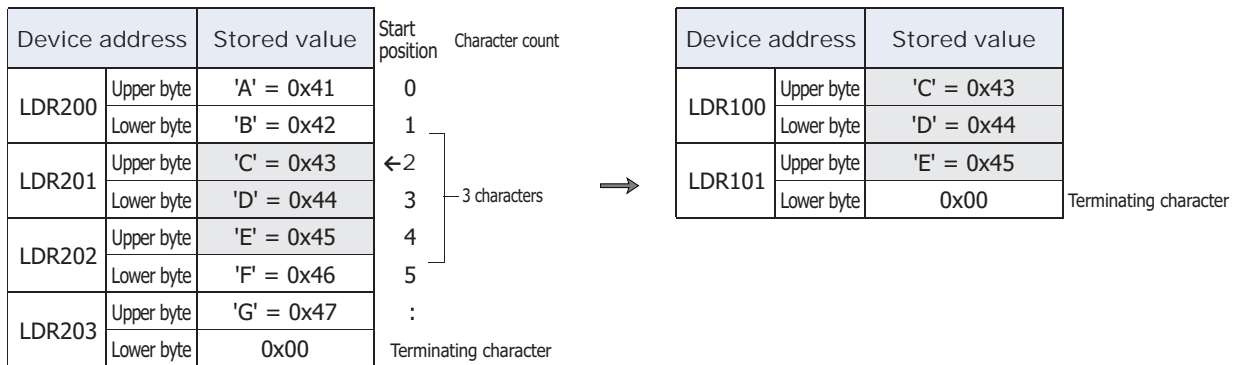 Device address Stored value Start position Character count
LDR200 Upper byte 'A' = 0x41 0
Lower byte 'B' = 0x42 1
LDR201 Upper byte 'C' = 0x43 ←2
Lower byte 'D' = 0x44 3 3 characters
LDR202 Upper byte 'E' = 0x45 4
Lower byte 'F' = 0x46 5
LDR203 Upper byte 'G' = 0x47 :
Lower byte 0x00 Terminating character
Device address Stored value
LDR100 Upper byte 'C' = 0x43
Lower byte 'D' = 0x44
LDR101 Upper byte 'E' = 0x45
Lower byte 0x00 Terminating character